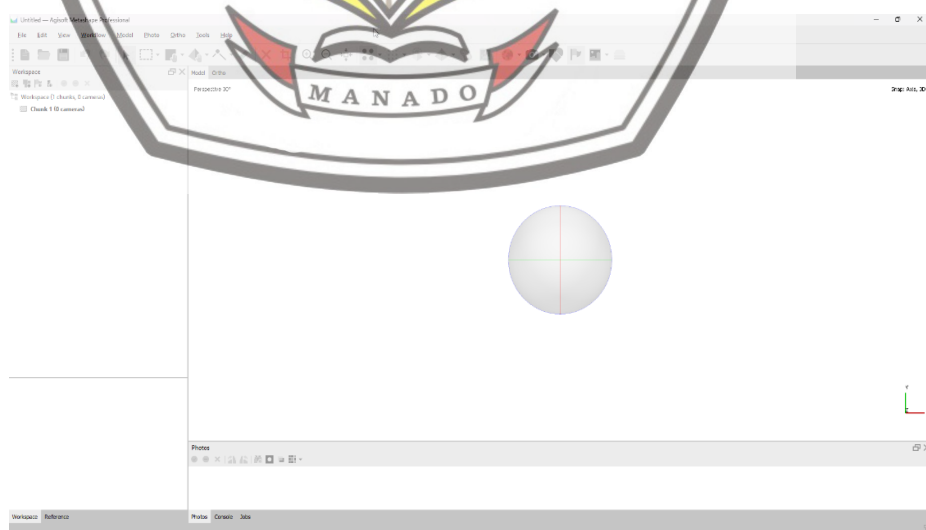 Untitled — Agisoft Metashape Professional
File Edit View Workflow Model Photo Ortho Tools Help
Workspace
Model Ortho
Workspace (1 chunks, 0 cameras)
Chunk 1 (0 cameras)
Perspective 30°
Snap: Axis, 3D
MANADO
Y
Photos
Workspace Reference
Photos Console Jobs